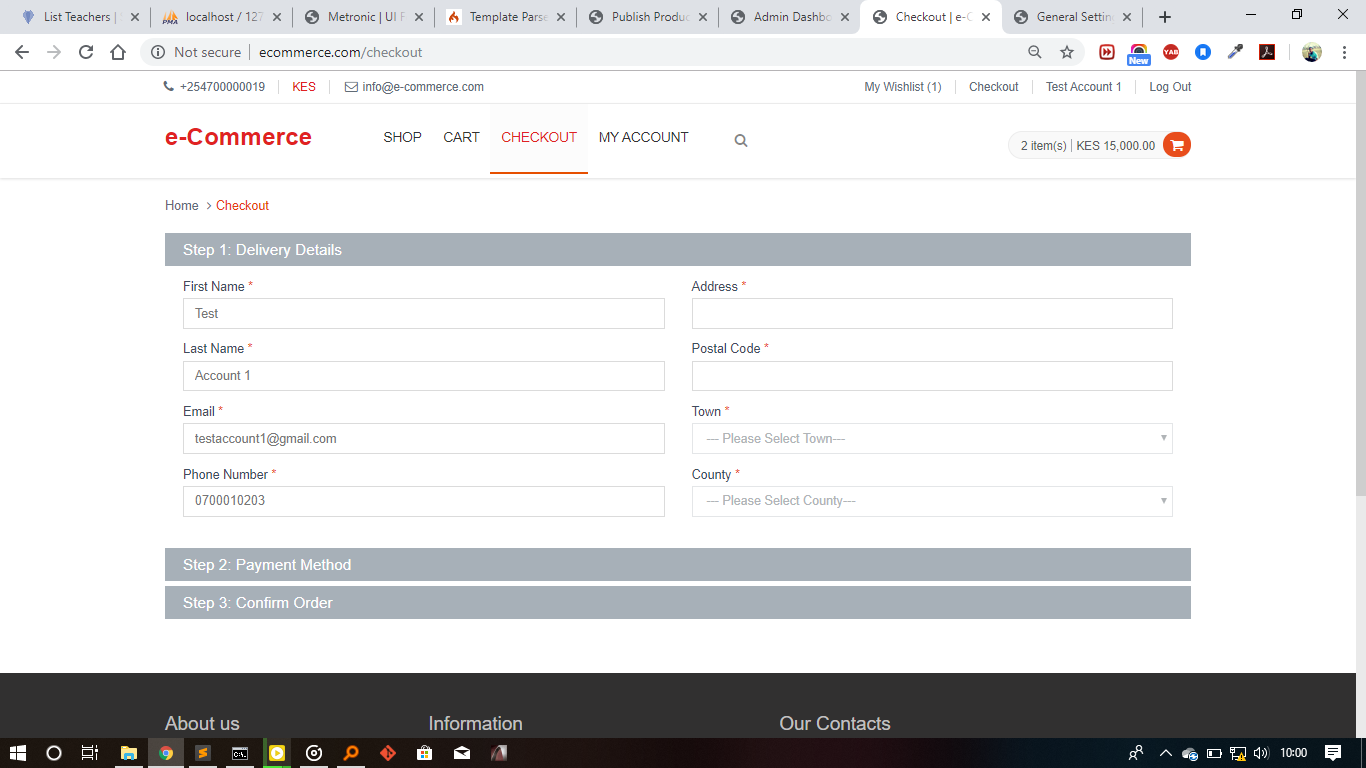 List Teachers |
localhost / 127
Metronic | UI F
Template Parse
Publish Produc
Admin Dashbo
Checkout | e-C
General Settin
Not secure | ecommerce.com/checkout
New
YAB
+254700000019
KES
info@e-commerce.com
My Wishlist (1)
Checkout
Test Account 1
Log Out
e-Commerce
SHOP
CART
CHECKOUT
MY ACCOUNT
2 item(s) | KES 15,000.00
Home > Checkout
Step 1: Delivery Details
First Name *
Address *
Test
Last Name *
Postal Code *
Account 1
Email *
Town *
testaccount1@gmail.com
--- Please Select Town---
Phone Number *
County *
0700010203
--- Please Select County---
Step 2: Payment Method
Step 3: Confirm Order
About us
Information
Our Contacts
10:00